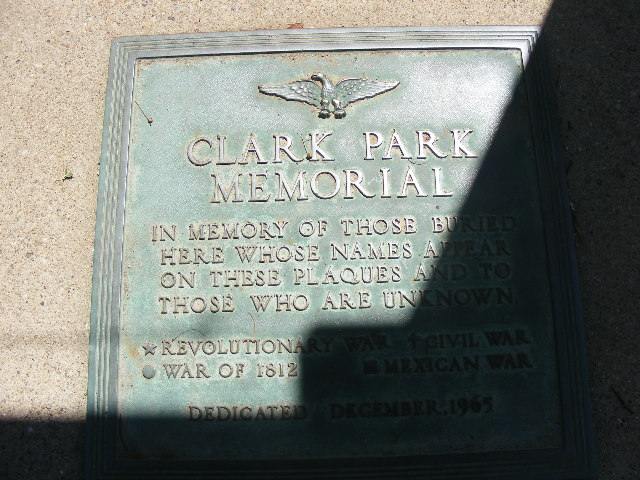 CLARK PARK
MEMORIAL
IN MEMORY OF THOSE BURIED
HERE WHOSE NAMES APPEAR
ON THESE PLAQUES AND TO
THOSE WHO ARE UNKNOWN
★ REVOLUTIONARY WAR † CIVIL WAR
● WAR OF 1812 ■ MEXICAN WAR
DEDICATED DECEMBER, 1965